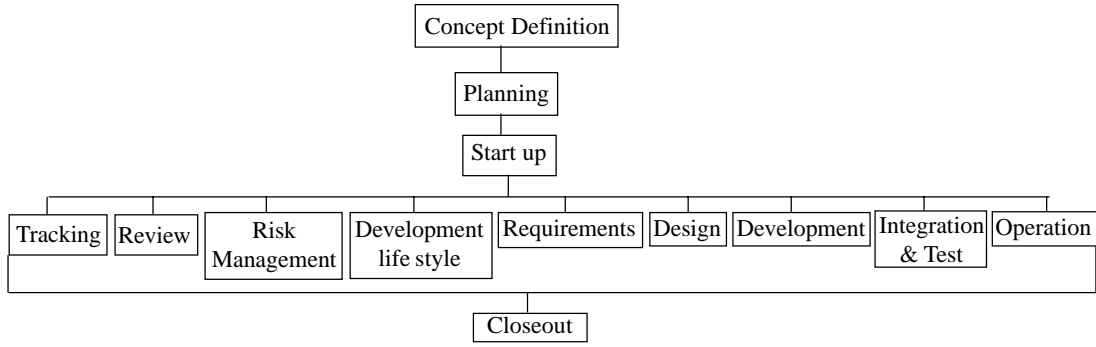 Concept Definition
Planning
Start up
Tracking
Review
Risk
Management
Development
life style
Requirements
Design
Development
Integration
& Test
Operation
Closeout